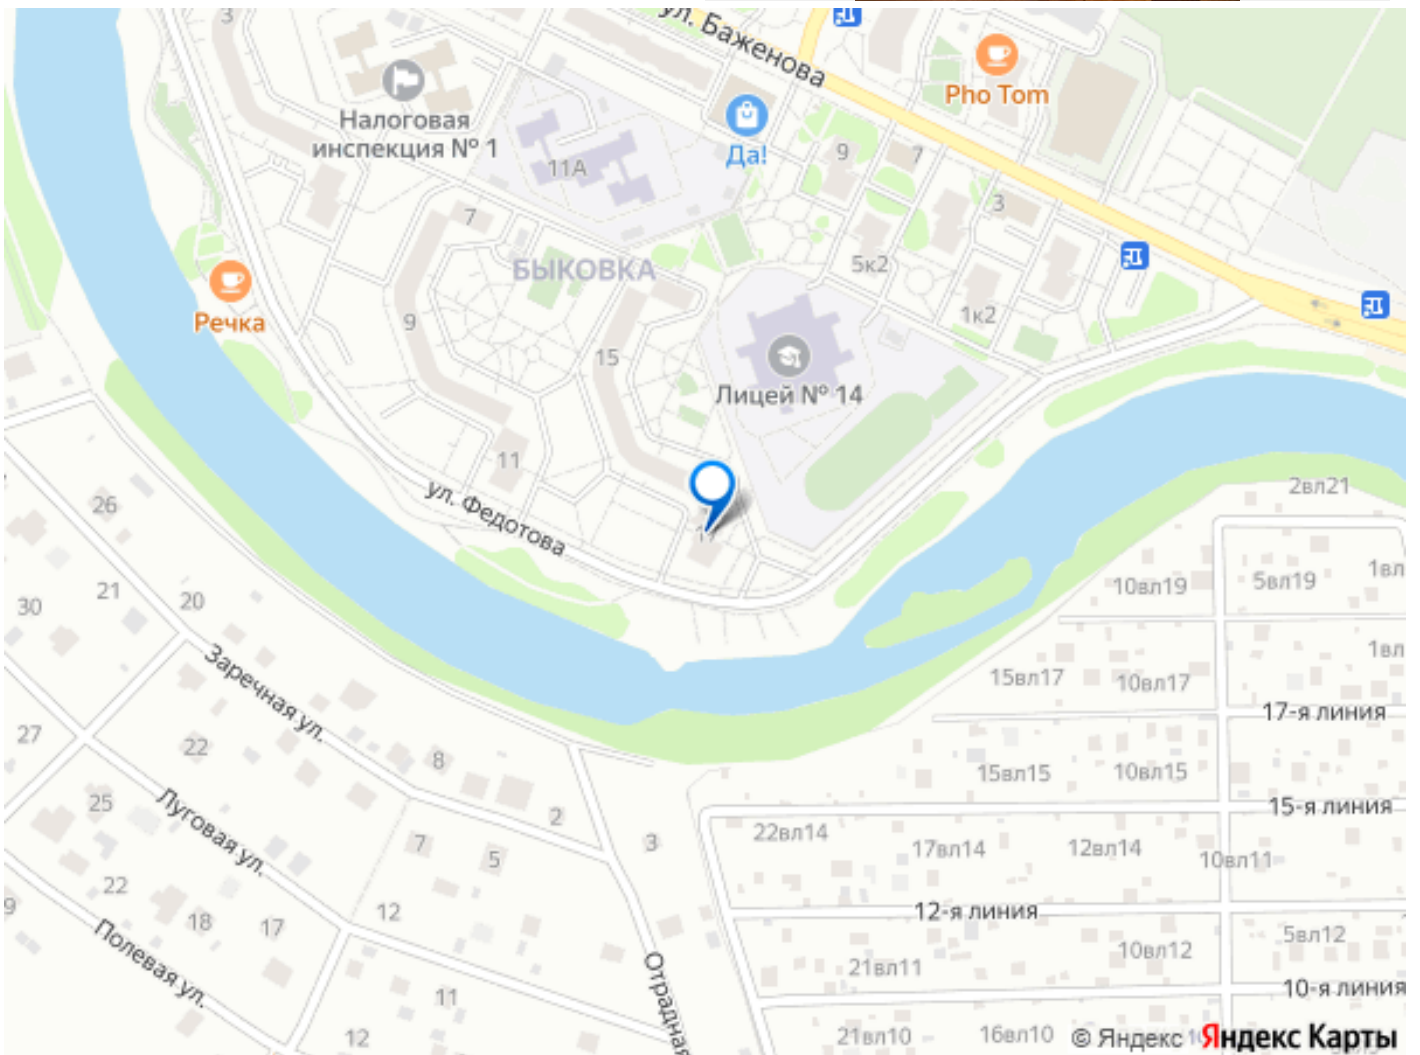 3
ул. Баженова
Pho Tom
Налоговая
инспекция № 1
Да!
11А
9
7
7
3
БЫКОВКА
5к2
Речка
9
1к2
15
Лицей № 14
11
ул. Федотова
2вл21
26
10вл19
5вл19
1вл
21
20
30
Заречная ул.
15вл17
10вл17
1вл
17-я линия
27
22
8
15вл15
10вл15
25
Луговая ул.
2
15-я линия
3
22вл14
7
5
17вл14
12вл14
10вл11
22
9
18
17
12
12-я линия
Полевая ул.
10вл12
5вл12
Отрадная
21вл11
11
10-я линия
12
21вл10
16вл10
© Яндекс
Яндекс Карты